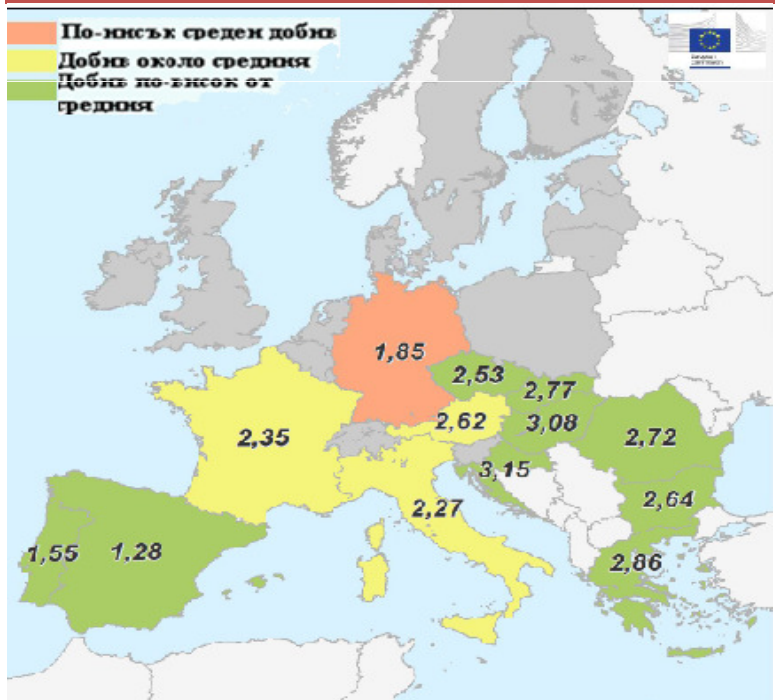 По-нисък среден добив
Добив около средния
Добив по-висок от
средния
European
Commission
1,85
2,53
2,77
2,62
3,08
2,35
2,72
3,15
2,27
2,64
1,55
1,28
2,86